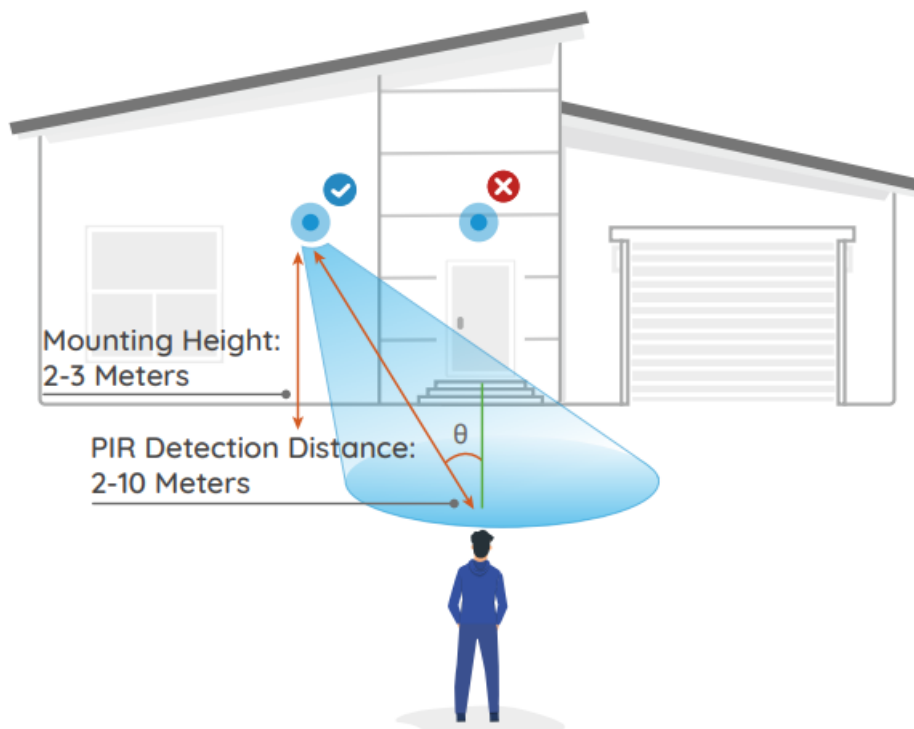 Mounting Height:
2-3 Meters
θ
PIR Detection Distance:
2-10 Meters